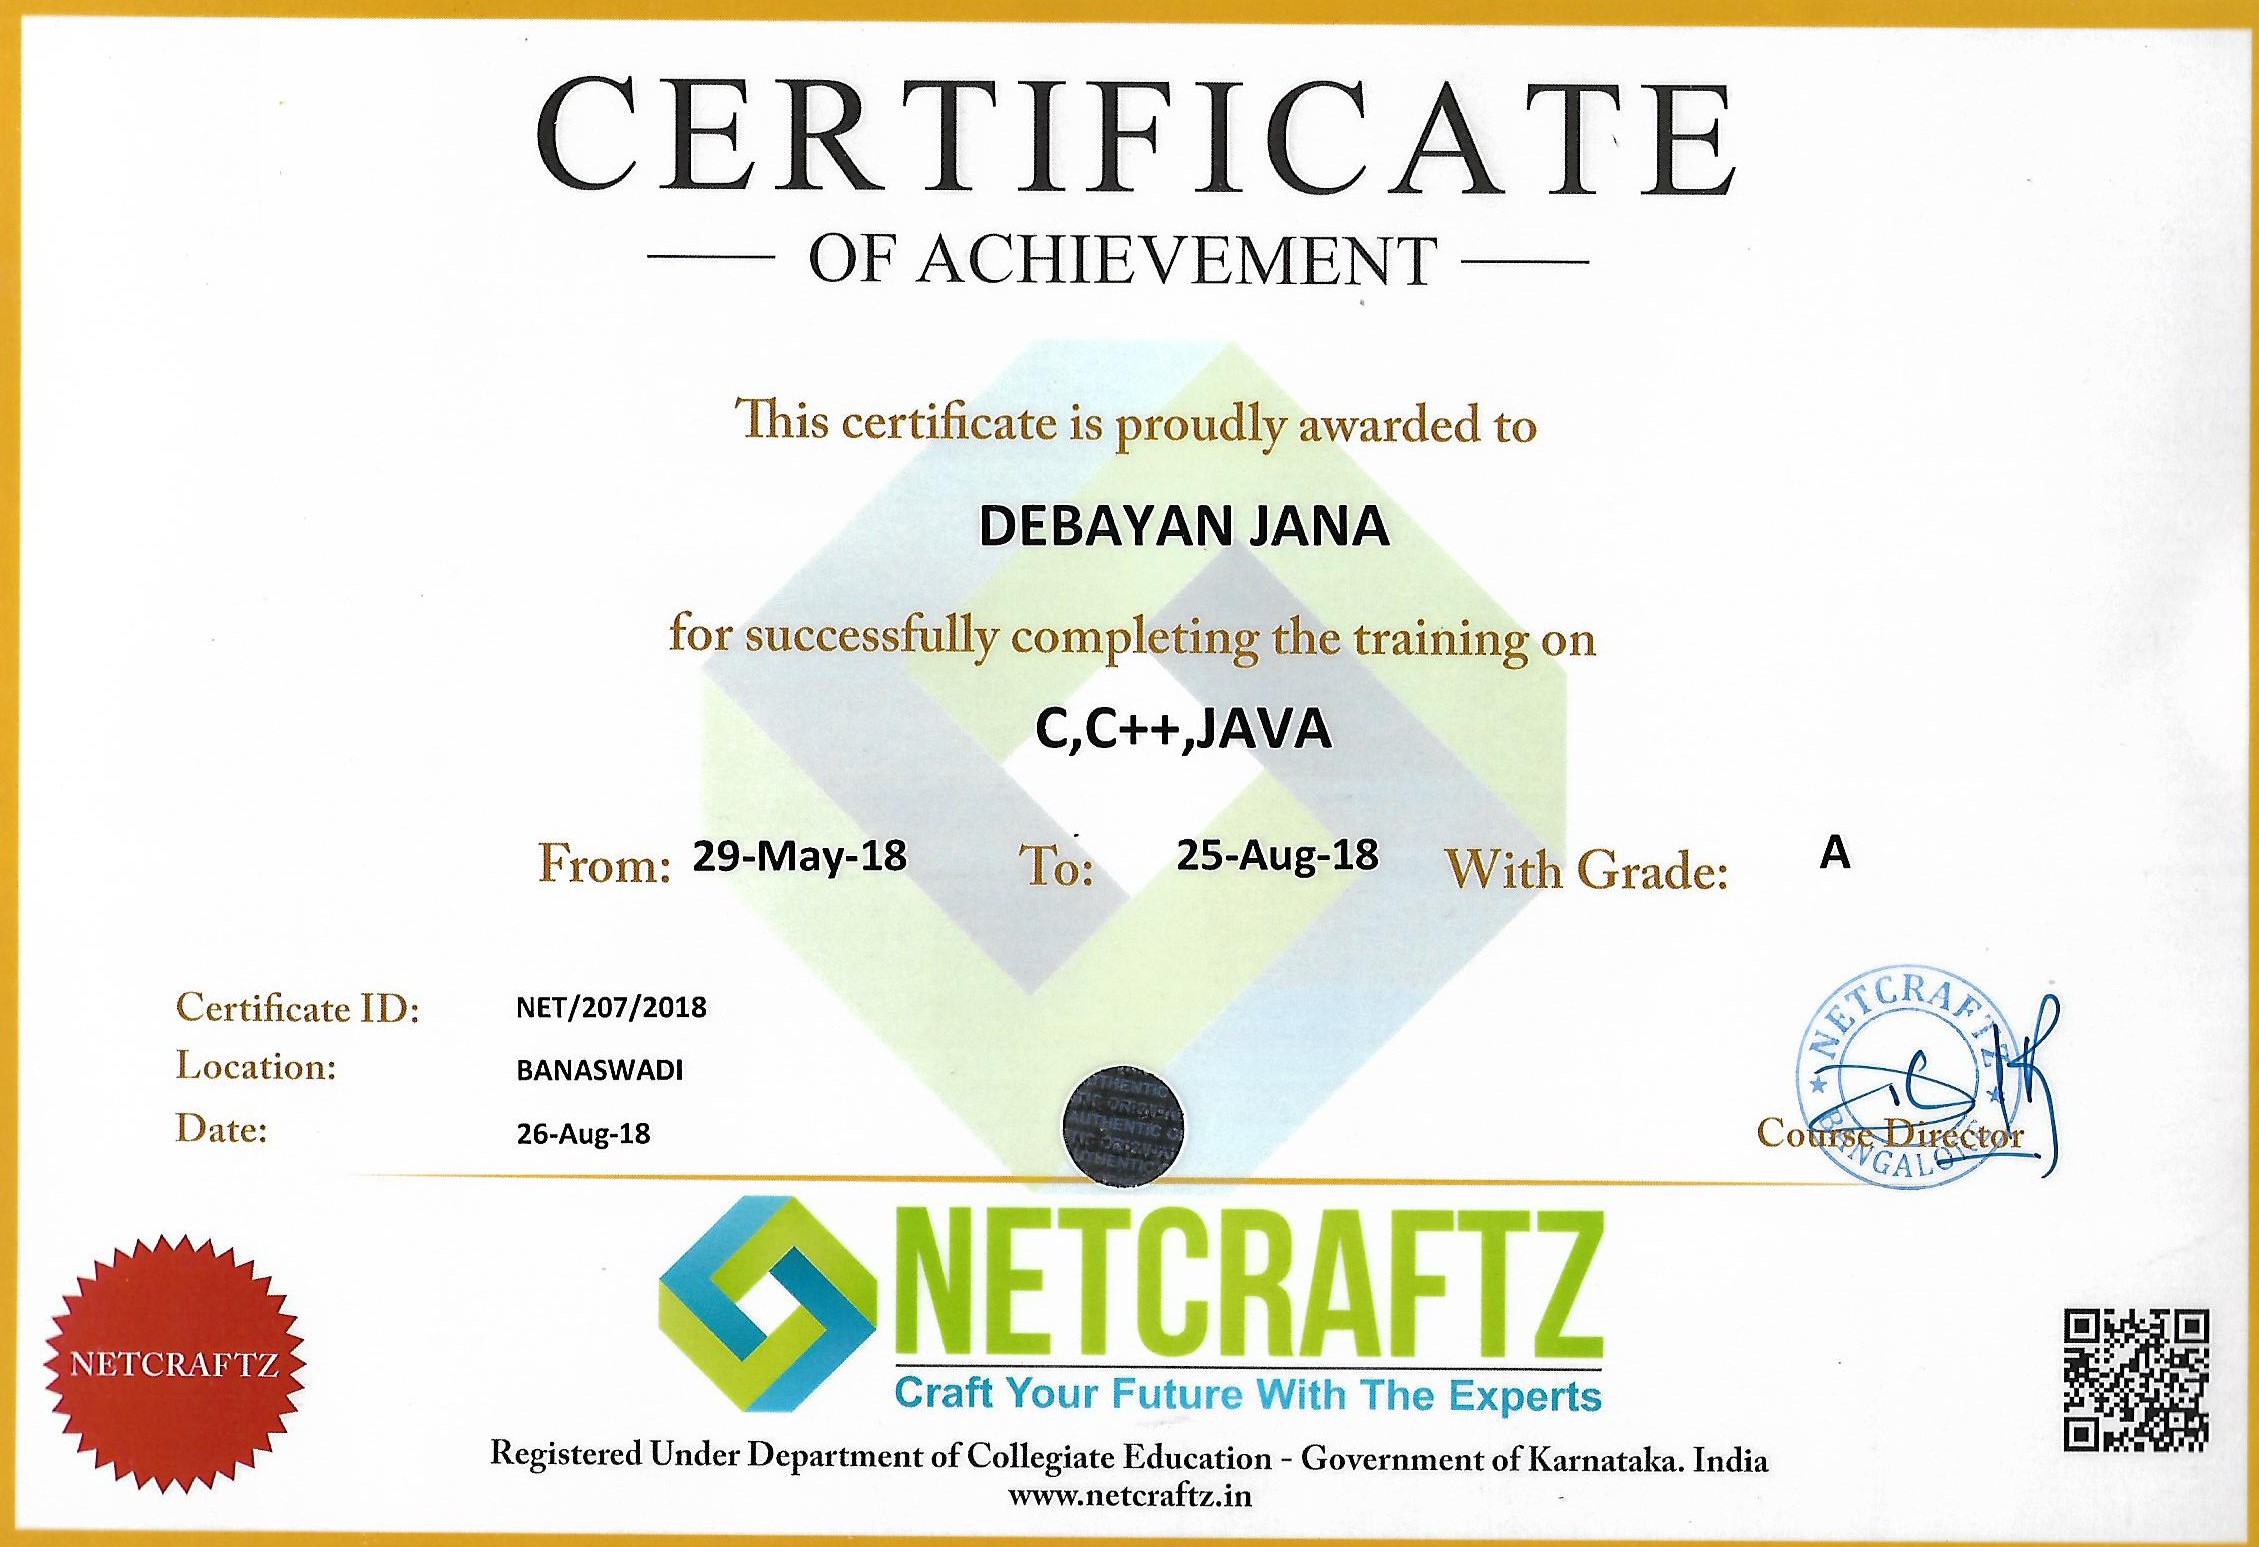 CERTIFICATE
OF ACHIEVEMENT
This certificate is proudly awarded to
DEBAYAN JANA
for successfully completing the training on
C,C++,JAVA
From: 29-May-18 To: 25-Aug-18 With Grade: A
Certificate ID: NET/207/2018
Location: BANASWADI
Date: 26-Aug-18
NETCRAFTZ
BANGALORE
Course Director
AUTHENTIC
NETCRAFTZ
NETCRAFTZ
Craft Your Future With The Experts
Registered Under Department of Collegiate Education - Government of Karnataka. India
www.netcraftz.in